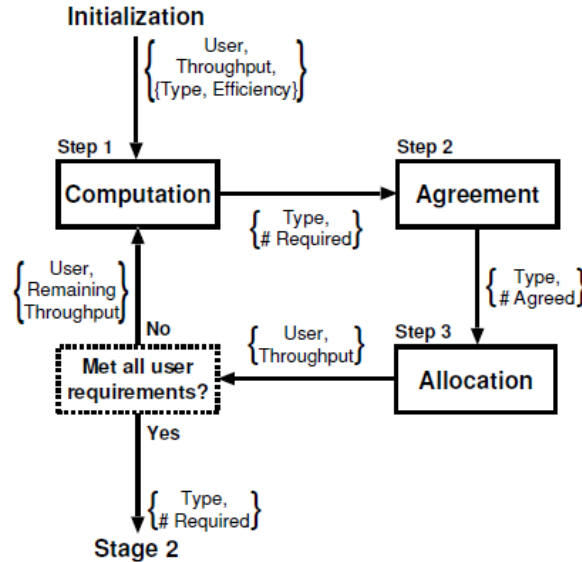 Initialization
User,
Throughput,
{Type, Efficiency}
Step 1
Computation
Type,
# Required
Step 2
Agreement
Type,
# Agreed
Step 3
Allocation
User,
Throughput
Met all user
requirements?
No
User,
Remaining
Throughput
Yes
Type,
# Required
Stage 2